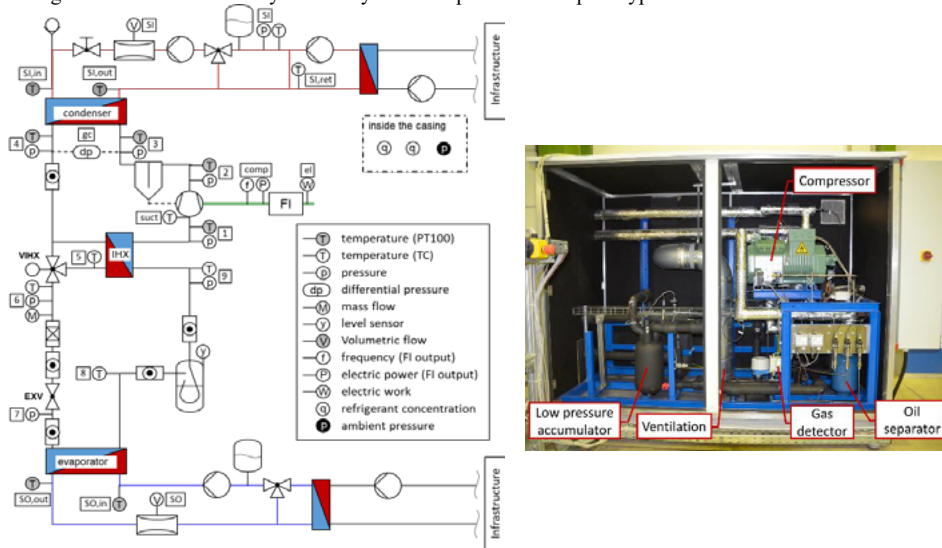 SI
V
SI
P
T
SI,in
SI,out
T
T
T
SI,ret
Infrastructure
condenser
inside the casing
q
q
p
4
T
gc
T
3
p
dp
p
T
2
p
comp
el
f
P
W
FI
suct
T
T
1
p
VIHX
5
T
IHX
T
9
p
6
T
p
M
y
8
T
EXV
7
p
T temperature (PT100)
T temperature (TC)
p pressure
dp differential pressure
M mass flow
y level sensor
V Volumetric flow
f frequency (FI output)
P electric power (FI output)
W electric work
q refrigerant concentration
p ambient pressure
evaporator
T
SO,out
SO,in
T
V
SO
Infrastructure
Compressor
Low pressure
accumulator
Ventilation
Gas
detector
Oil
separator